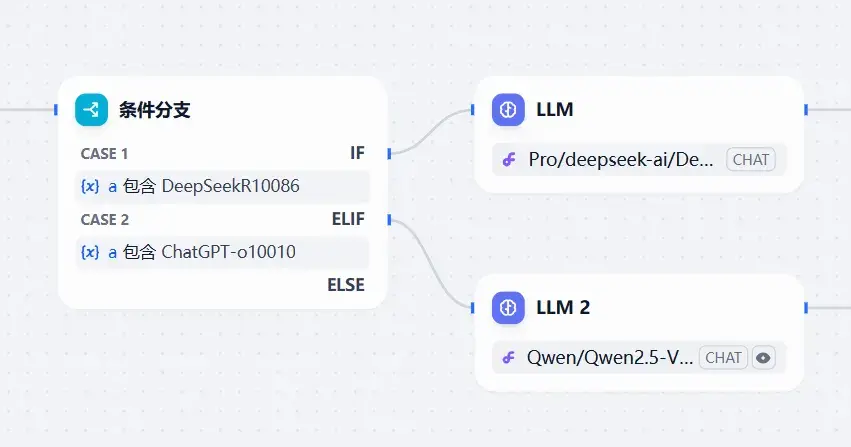 条件分支
CASE 1 IF
{x} a 包含 DeepSeekR10086
CASE 2 ELIF
{x} a 包含 ChatGPT-o10010
ELSE
LLM
Pro/deepseek-ai/De... CHAT
LLM 2
Qwen/Qwen2.5-V... CHAT